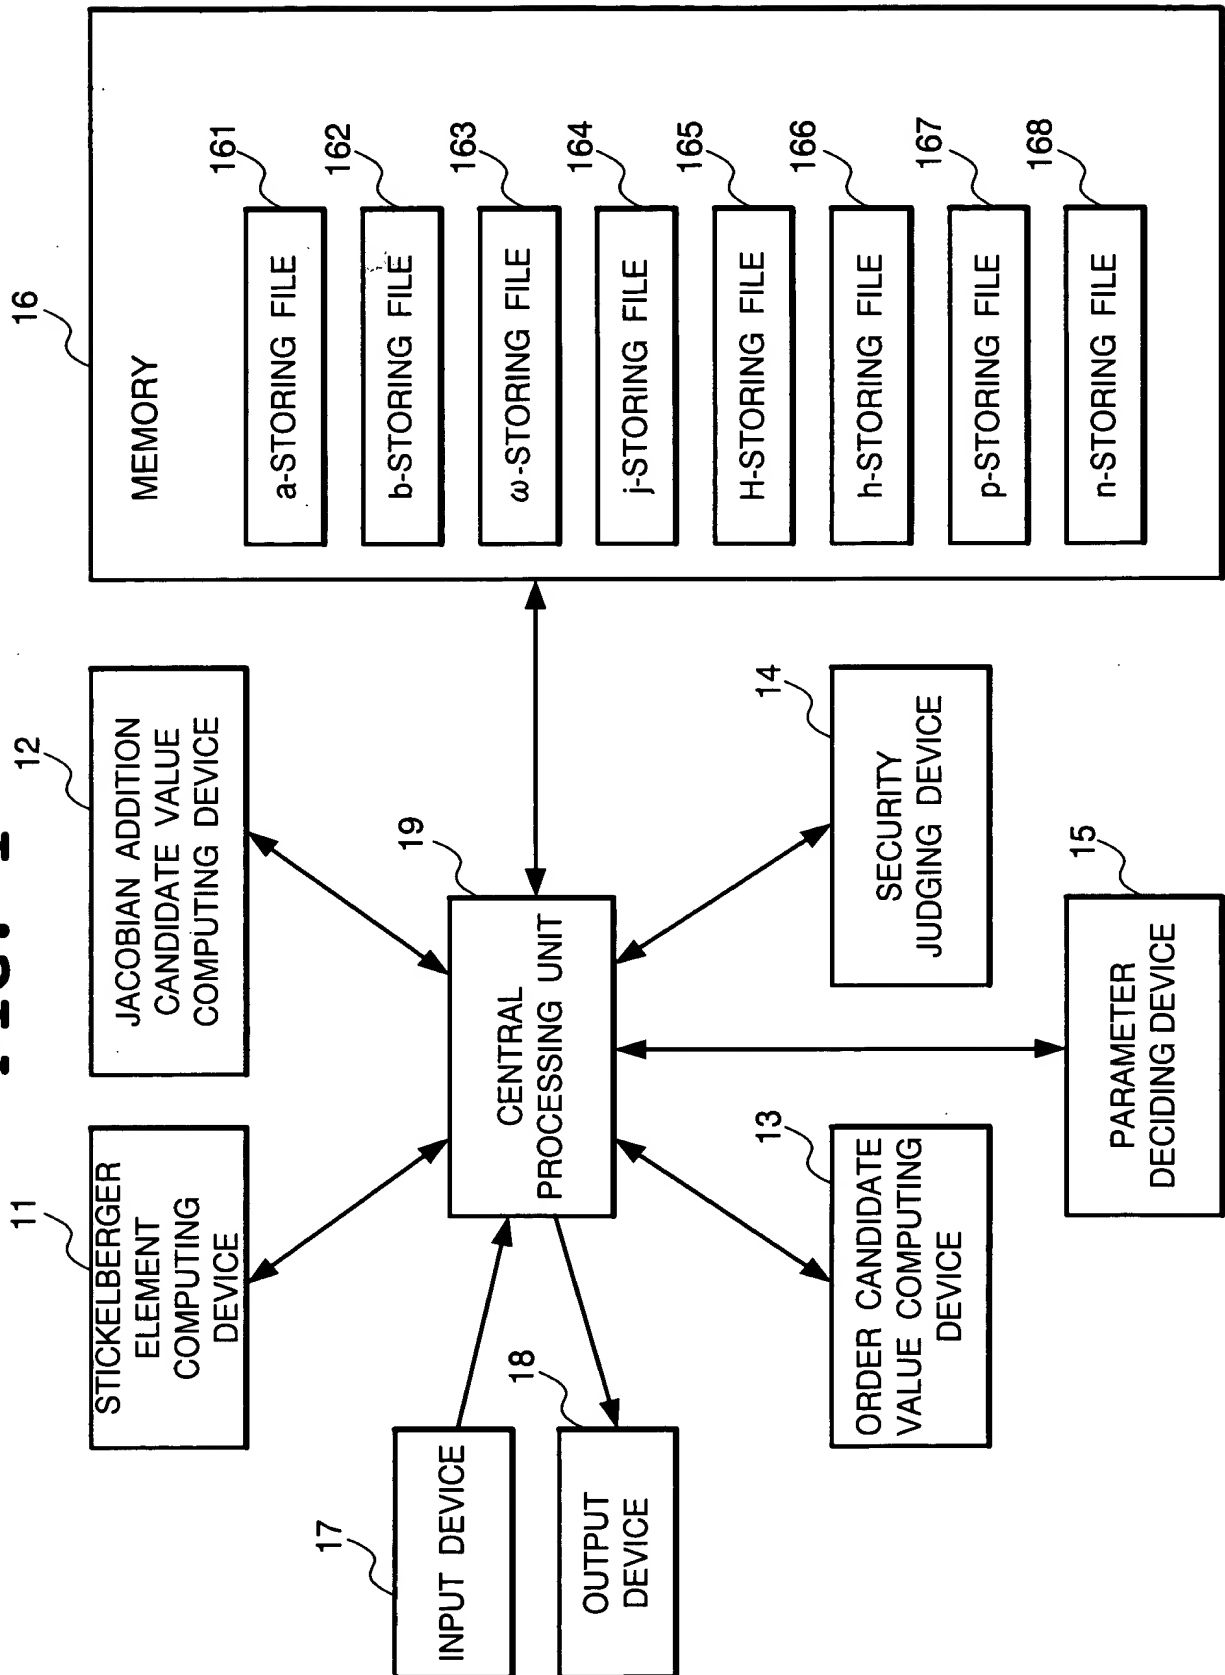 FIG. 1
11
STICKELBERGER
ELEMENT
COMPUTING
DEVICE
12
JACOBIAN ADDITION
CANDIDATE VALUE
COMPUTING DEVICE
16
MEMORY
a-STORING FILE
161
b-STORING FILE
162
ω-STORING FILE
163
j-STORING FILE
164
H-STORING FILE
165
h-STORING FILE
166
p-STORING FILE
167
n-STORING FILE
168
17
INPUT DEVICE
18
OUTPUT
DEVICE
19
CENTRAL
PROCESSING UNIT
13
ORDER CANDIDATE
VALUE COMPUTING
DEVICE
14
SECURITY
JUDGING DEVICE
15
PARAMETER
DECIDING DEVICE